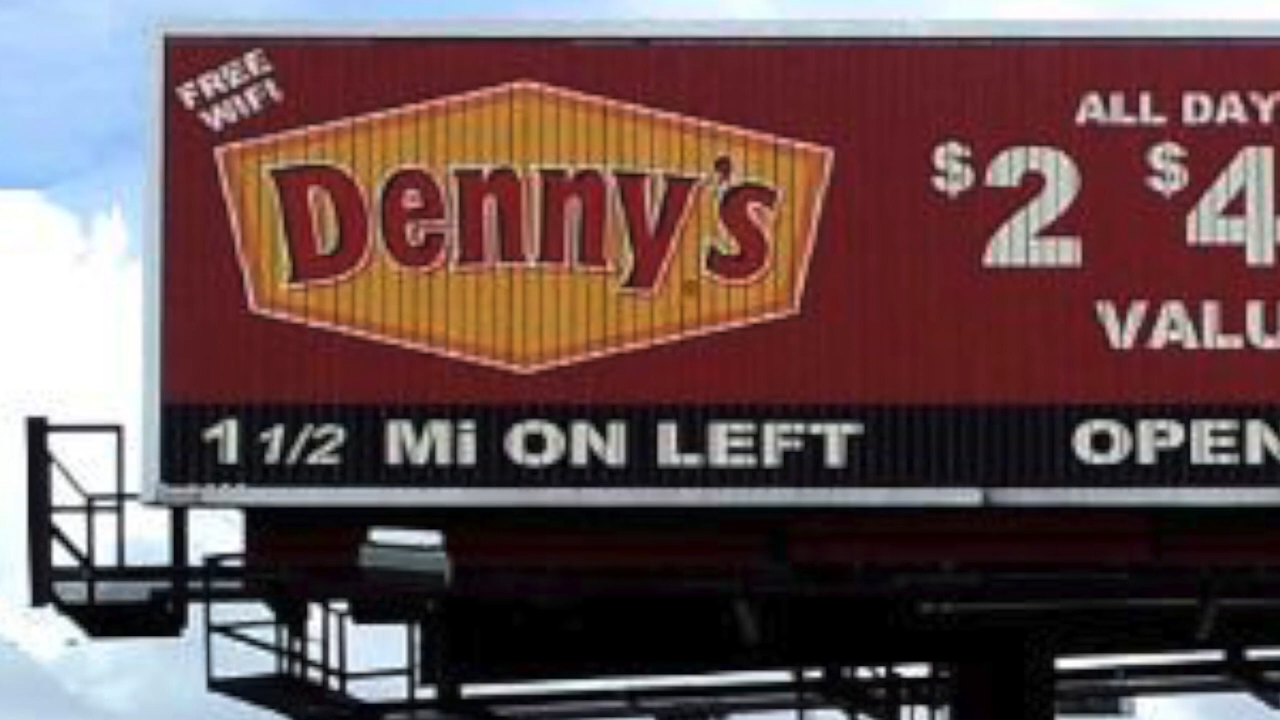 FREE
WIFI
Denny's
ALL DAY
$2 $4
VALU
1 1/2 Mi ON LEFT
OPEN